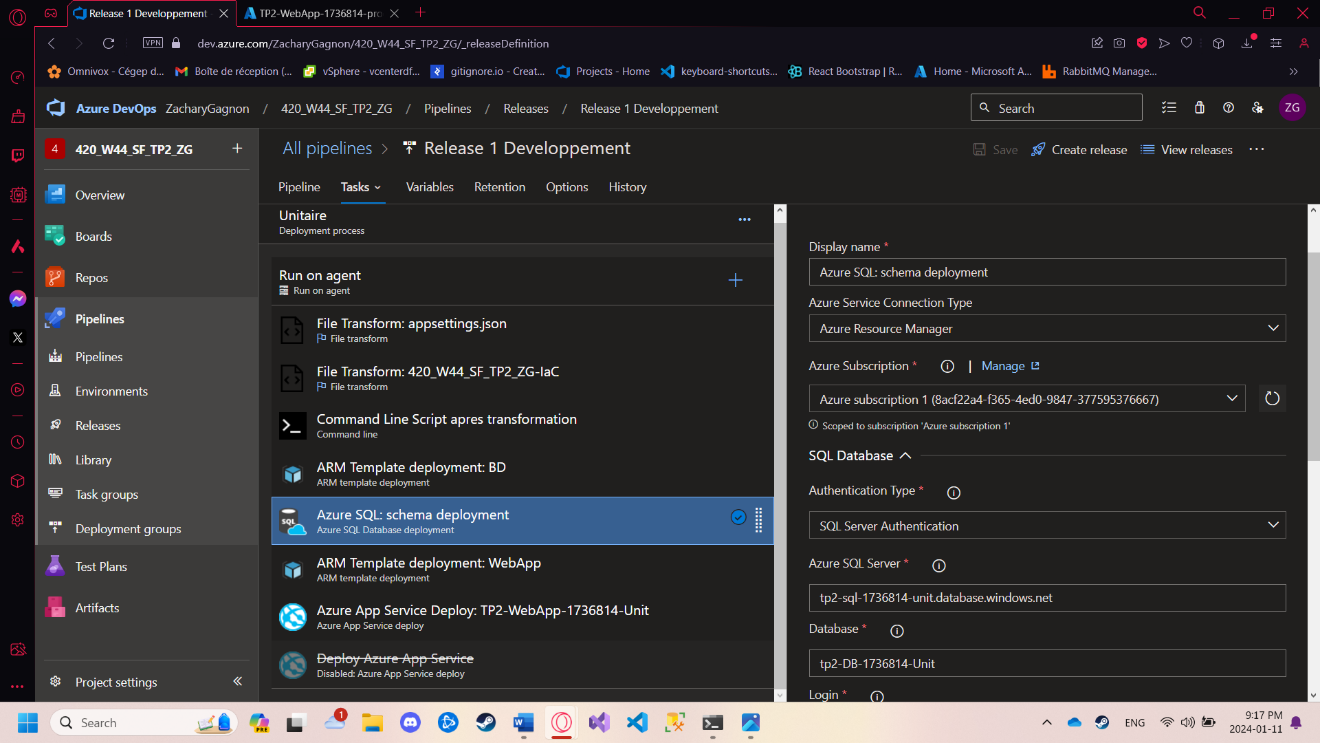 Release 1 Developpement
TP2-WebApp-1736814-pro
VPN
dev.azure.com/ZacharyGagnon/420_W44_SF_TP2_ZG/_releaseDefinition
Omnivox - Cégep d...
Boîte de réception (...
vSphere - vcenterdf...
gitignore.io - Creat...
Projects - Home
keyboard-shortcuts...
React Bootstrap | R...
Home - Microsoft A...
RabbitMQ Manage...
Azure DevOps
ZacharyGagnon / 420_W44_SF_TP2_ZG / Pipelines / Releases / Release 1 Developpement
Search
ZG
4
420_W44_SF_TP2_ZG
Overview
Boards
Repos
Pipelines
Pipelines
Environments
Releases
Library
Task groups
Deployment groups
Test Plans
Artifacts
Project settings
All pipelines > Release 1 Developpement
Save
Create release
View releases
Pipeline
Tasks
Variables
Retention
Options
History
Unitaire
Deployment process
Run on agent
Run on agent
File Transform: appsettings.json
File transform
File Transform: 420_W44_SF_TP2_ZG-IaC
File transform
Command Line Script apres transformation
Command line
ARM Template deployment: BD
ARM template deployment
Azure SQL: schema deployment
Azure SQL Database deployment
ARM Template deployment: WebApp
ARM template deployment
Azure App Service Deploy: TP2-WebApp-1736814-Unit
Azure App Service deploy
Deploy Azure App Service
Disabled: Azure App Service deploy
Display name *
Azure SQL: schema deployment
Azure Service Connection Type
Azure Resource Manager
Azure Subscription * | Manage
Azure subscription 1 (8acf22a4-f365-4ed0-9847-377595376667)
Scoped to subscription 'Azure subscription 1'
SQL Database
Authentication Type *
SQL Server Authentication
Azure SQL Server *
tp2-sql-1736814-unit.database.windows.net
Database *
tp2-DB-1736814-Unit
Login *
Search
PRE
1
ENG
9:17 PM
2024-01-11